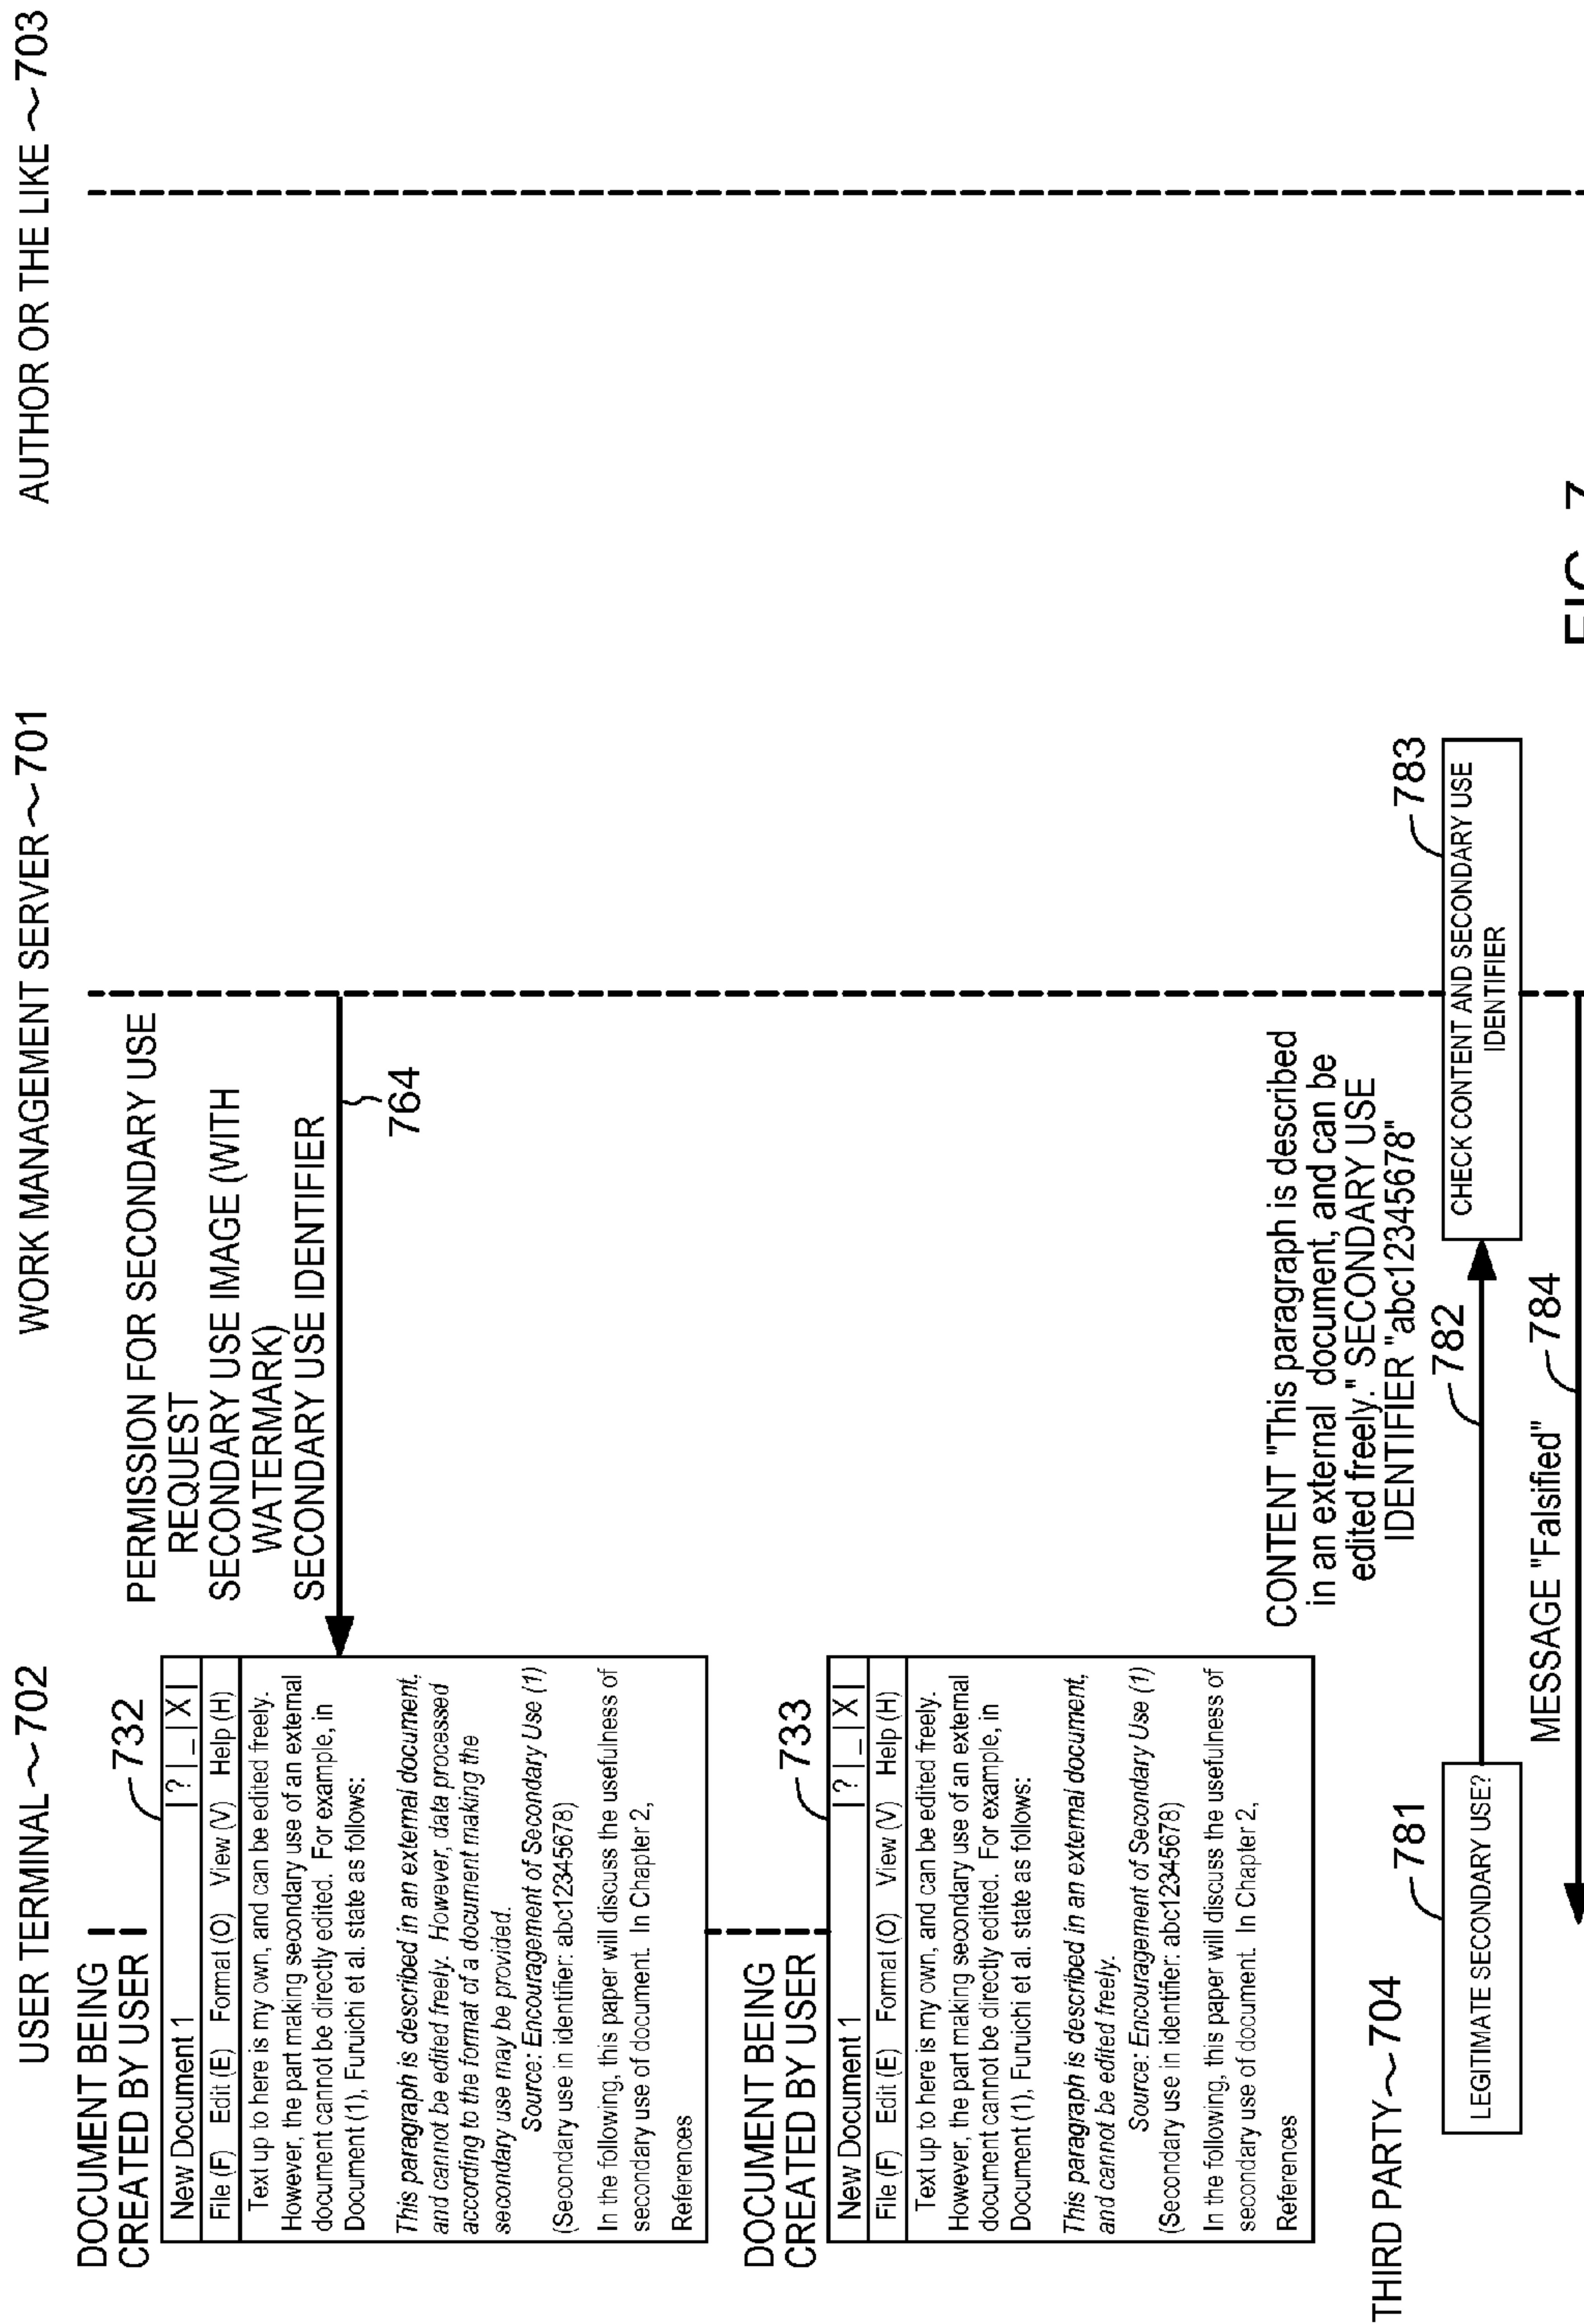 USER TERMINAL ~ 702
WORK MANAGEMENT SERVER ~ 701
AUTHOR OR THE LIKE ~ 703
DOCUMENT BEING
CREATED BY USER
732
New Document 1 | ? | _ | X |
File (F) Edit (E) Format (O) View (V) Help (H)
Text up to here is my own, and can be edited freely.
However, the part making secondary use of an external
document cannot be directly edited. For example, in
Document (1), Furuichi et al. state as follows:
This paragraph is described in an external document,
and cannot be edited freely. However, data processed
according to the format of a document making the
secondary use may be provided.
Source: Encouragement of Secondary Use (1)
(Secondary use in identifier: abc12345678)
In the following, this paper will discuss the usefulness of
secondary use of document. In Chapter 2,
References
PERMISSION FOR SECONDARY USE
REQUEST
SECONDARY USE IMAGE (WITH
WATERMARK)
SECONDARY USE IDENTIFIER
764
DOCUMENT BEING
CREATED BY USER
733
New Document 1 | ? | _ | X |
File (F) Edit (E) Format (O) View (V) Help (H)
Text up to here is my own, and can be edited freely.
However, the part making secondary use of an external
document cannot be directly edited. For example, in
Document (1), Furuichi et al. state as follows:
This paragraph is described in an external document,
and cannot be edited freely.
Source: Encouragement of Secondary Use (1)
(Secondary use in identifier: abc12345678)
In the following, this paper will discuss the usefulness of
secondary use of document. In Chapter 2,
References
THIRD PARTY ~ 704
781
LEGITIMATE SECONDARY USE?
CONTENT "This paragraph is described
in an external document, and can be
edited freely." SECONDARY USE
IDENTIFIER "abc12345678"
782
783
CHECK CONTENT AND SECONDARY USE
IDENTIFIER
MESSAGE "Falsified"
784